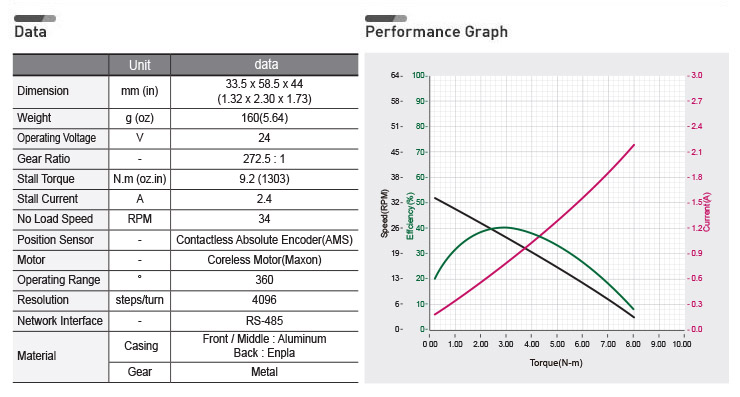 Data
Unit data
Dimension mm (in) 33.5 x 58.5 x 44
(1.32 x 2.30 x 1.73)
Weight g (oz) 160(5.64)
Operating Voltage V 24
Gear Ratio - 272.5 : 1
Stall Torque N.m (oz.in) 9.2 (1303)
Stall Current A 2.4
No Load Speed RPM 34
Position Sensor - Contactless Absolute Encoder(AMS)
Motor - Coreless Motor(Maxon)
Operating Range ° 360
Resolution steps/turn 4096
Network Interface - RS-485
Material Casing Front / Middle : Aluminum
Back : Enpla
Gear Metal
Performance Graph
64- 100- - 3.0
58- 90- - 2.7
51- 80- - 2.4
45- 70- - 2.1
38- 60- - 1.8
32- 50- - 1.5
26- 40- - 1.2
19- 30- - 0.9
13- 20- - 0.6
6- 10- - 0.3
0- 0- - 0.0
Speed(RPM)
Efficiency(%)
Current(A)
0.00 1.00 2.00 3.00 4.00 5.00 6.00 7.00 8.00 9.00 10.00
Torque(N-m)